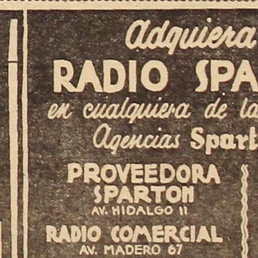 Adquiera
RADIO SPA
en cualquiera de la
Agencias Spart
PROVEEDORA
SPARTON
AV. HIDALGO 11
RADIO COMERCIAL
AV. MADERO 67